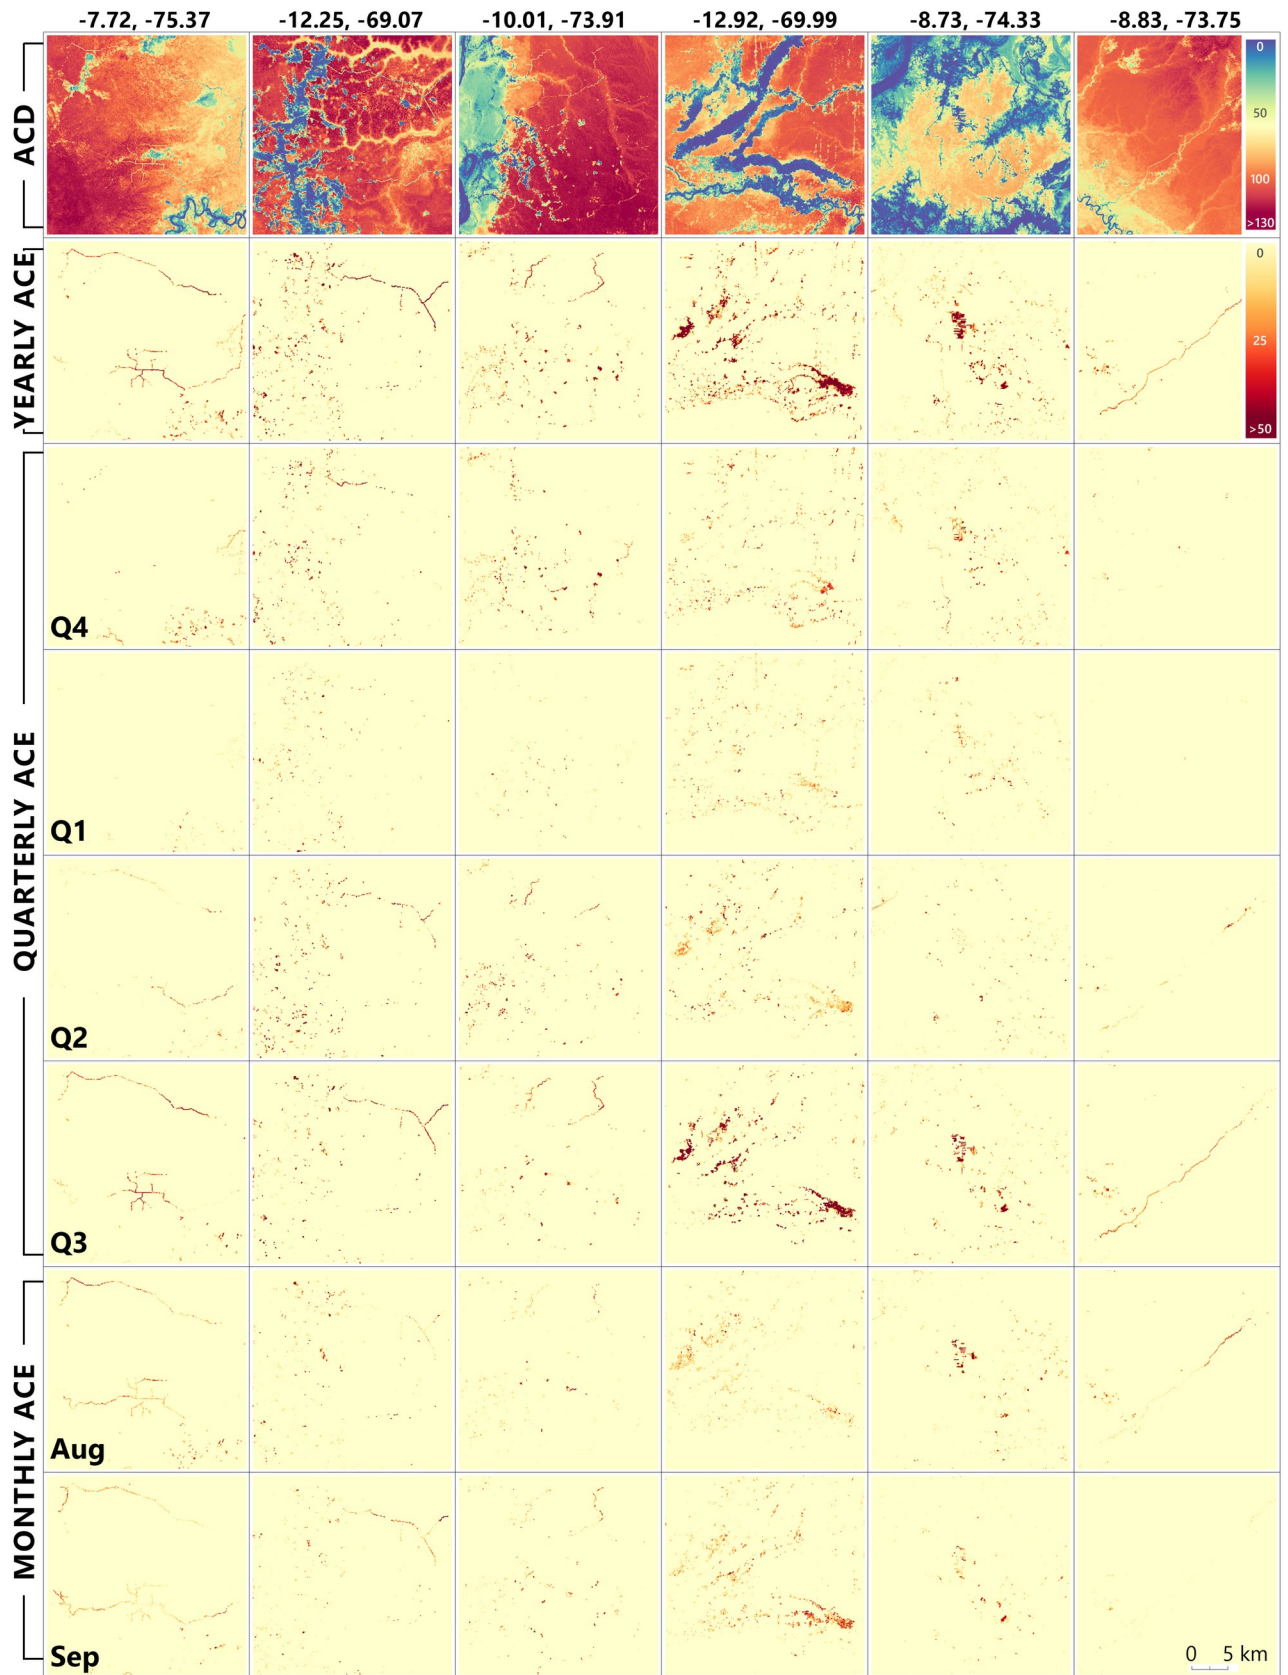 -7.72, -75.37 -12.25, -69.07 -10.01, -73.91 -12.92, -69.99 -8.73, -74.33 -8.83, -73.75
ACD
0
50
100
>130
YEARLY ACE
0
25
>50
QUARTERLY ACE
Q4
Q1
Q2
Q3
MONTHLY ACE
Aug
Sep
0 5 km